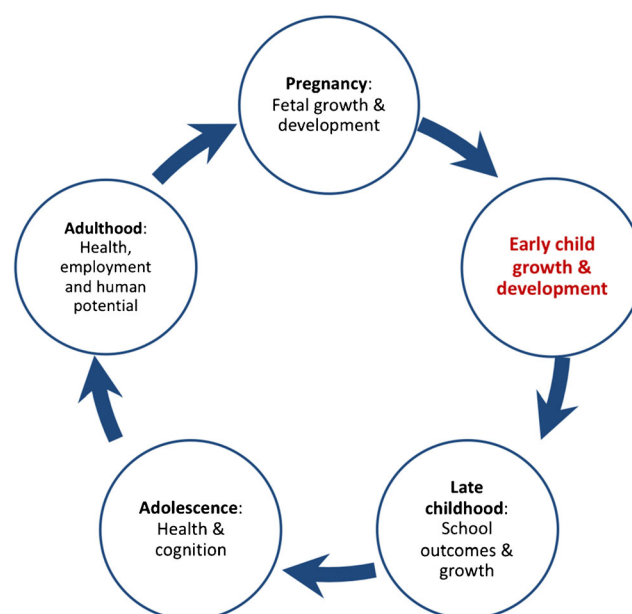 Pregnancy:
Fetal growth &
development
Early child
growth &
development
Late
childhood:
School
outcomes &
growth
Adolescence:
Health &
cognition
Adulthood:
Health,
employment
and human
potential